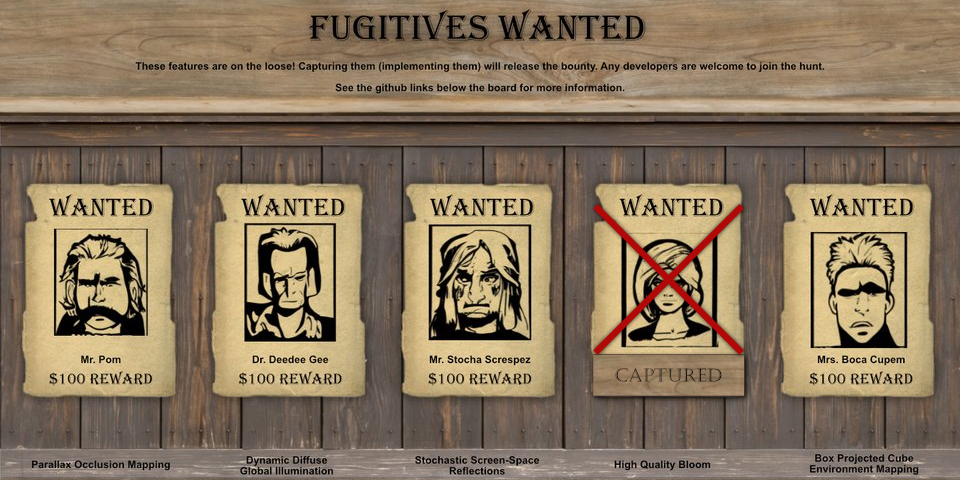 FUGITIVES WANTED
These features are on the loose! Capturing them (implementing them) will release the bounty. Any developers are welcome to join the hunt.
See the github links below the board for more information.
WANTED
Mr. Pom
$100 REWARD
WANTED
Dr. Deedee Gee
$100 REWARD
WANTED
Mr. Stocha Screspez
$100 REWARD
WANTED
CAPTURED
WANTED
Mrs. Boca Cupem
$100 REWARD
Parallax Occlusion Mapping
Dynamic Diffuse
Global Illumination
Stochastic Screen-Space
Reflections
High Quality Bloom
Box Projected Cube
Environment Mapping